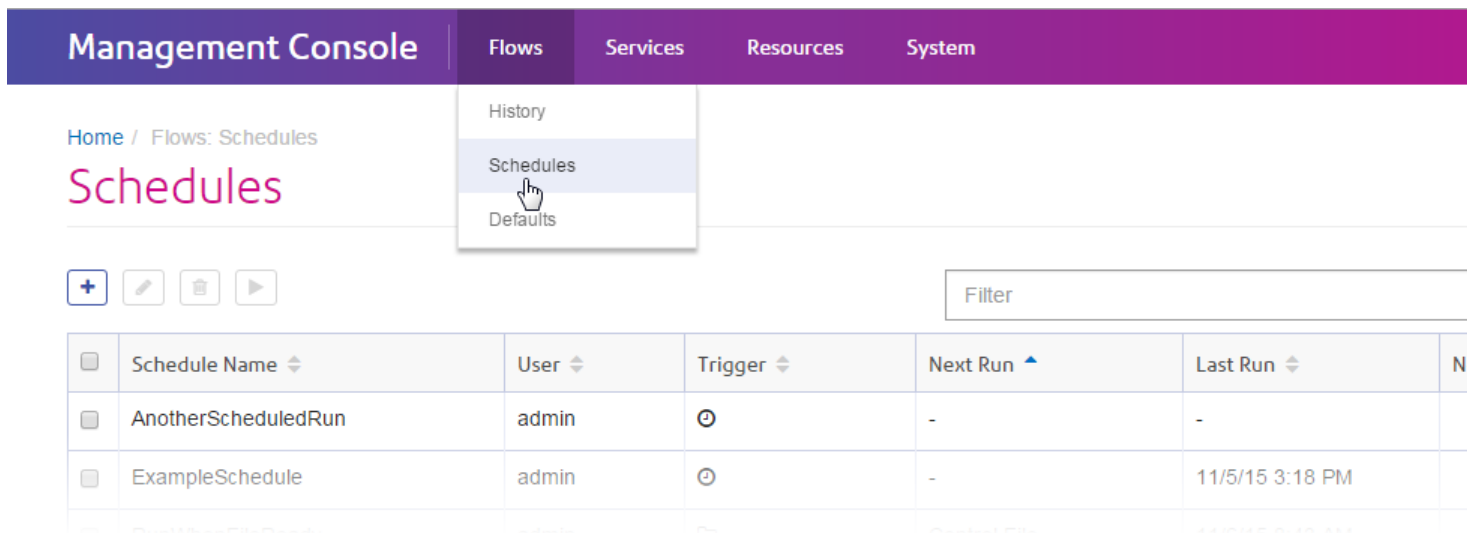 Management Console Flows Services Resources System
History
Home / Flows: Schedules
Schedules
Schedules
Defaults
Filter
Schedule Name User Trigger Next Run Last Run N
AnotherScheduledRun admin - -
ExampleSchedule admin - 11/5/15 3:18 PM